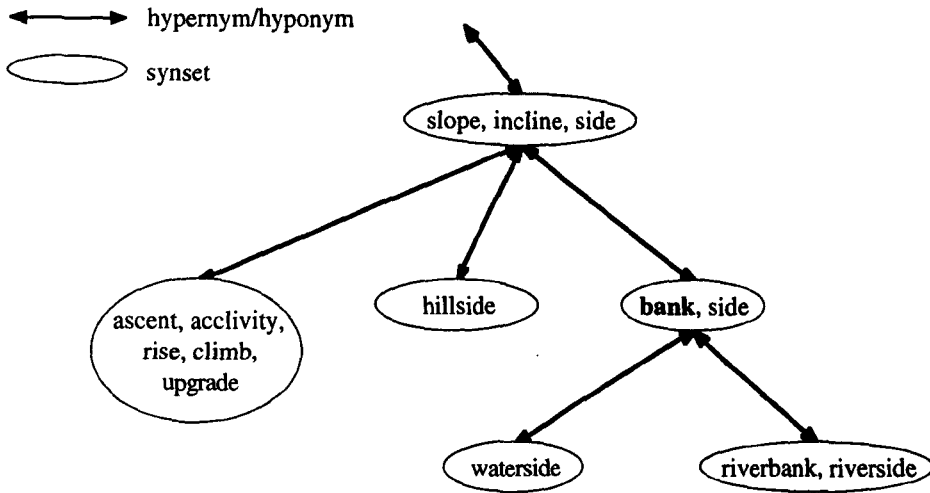 hypernym/hyponym
synset
slope, incline, side
ascent, acclivity,
rise, climb,
upgrade
hillside
bank, side
waterside
riverbank, riverside